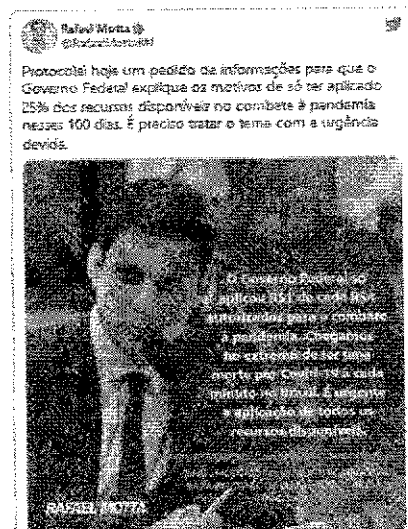 Rafael Motta
Protocolei hoje um pedido de informações para que o
Governo Federal explique os motivos de só ter aplicado
25% dos recursos disponíveis no combate à pandemia
nesses 100 dias. É preciso tratar o tema com a urgência
devida.
O Governo Federal só
aplicou R$1 de cada R$4
autorizados para o combate
à pandemia. Chegamos
ao extremo de ser uma
morte por Covid-19 a cada
minuto no Brasil. É urgente
a aplicação de todos os
recursos disponíveis.
RAFAEL MOTTA